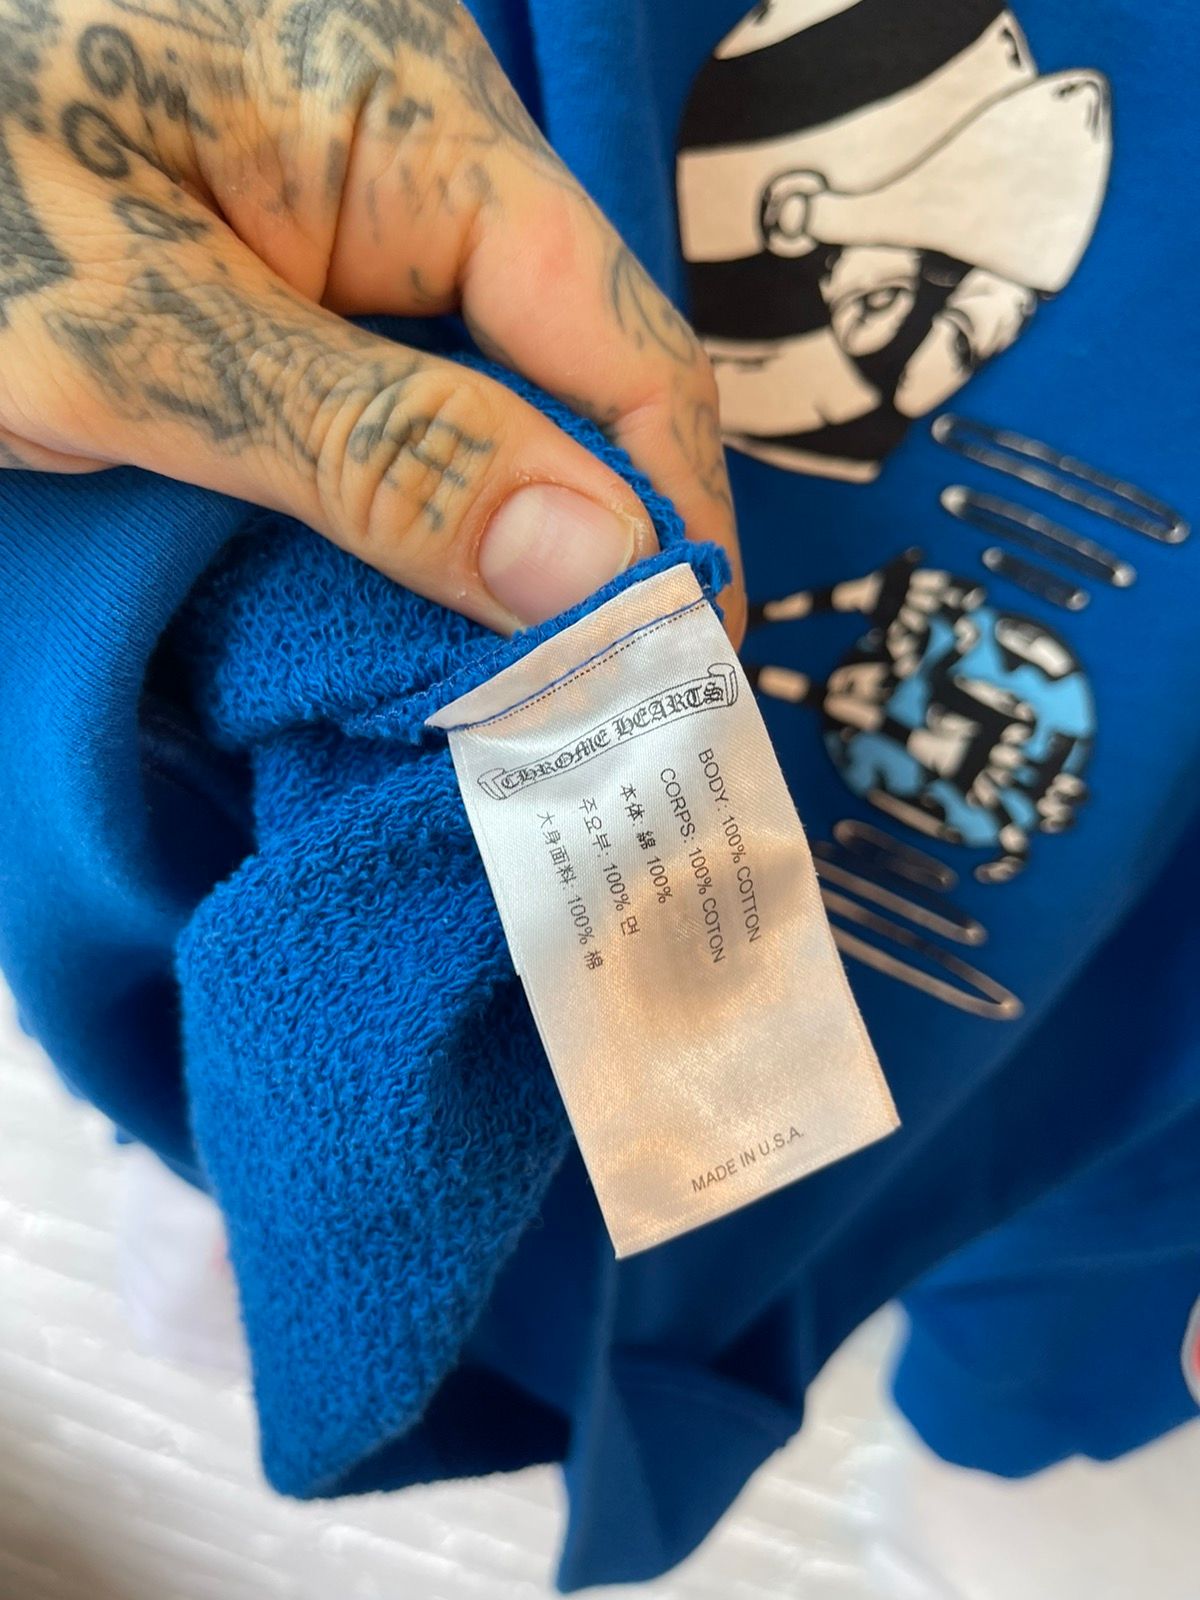 CHROME HEARTS
BODY: 100% COTTON
CORPS: 100% COTON
本体: 綿 100%
주요부: 100% 면
大身面料: 100% 棉
MADE IN U.S.A.